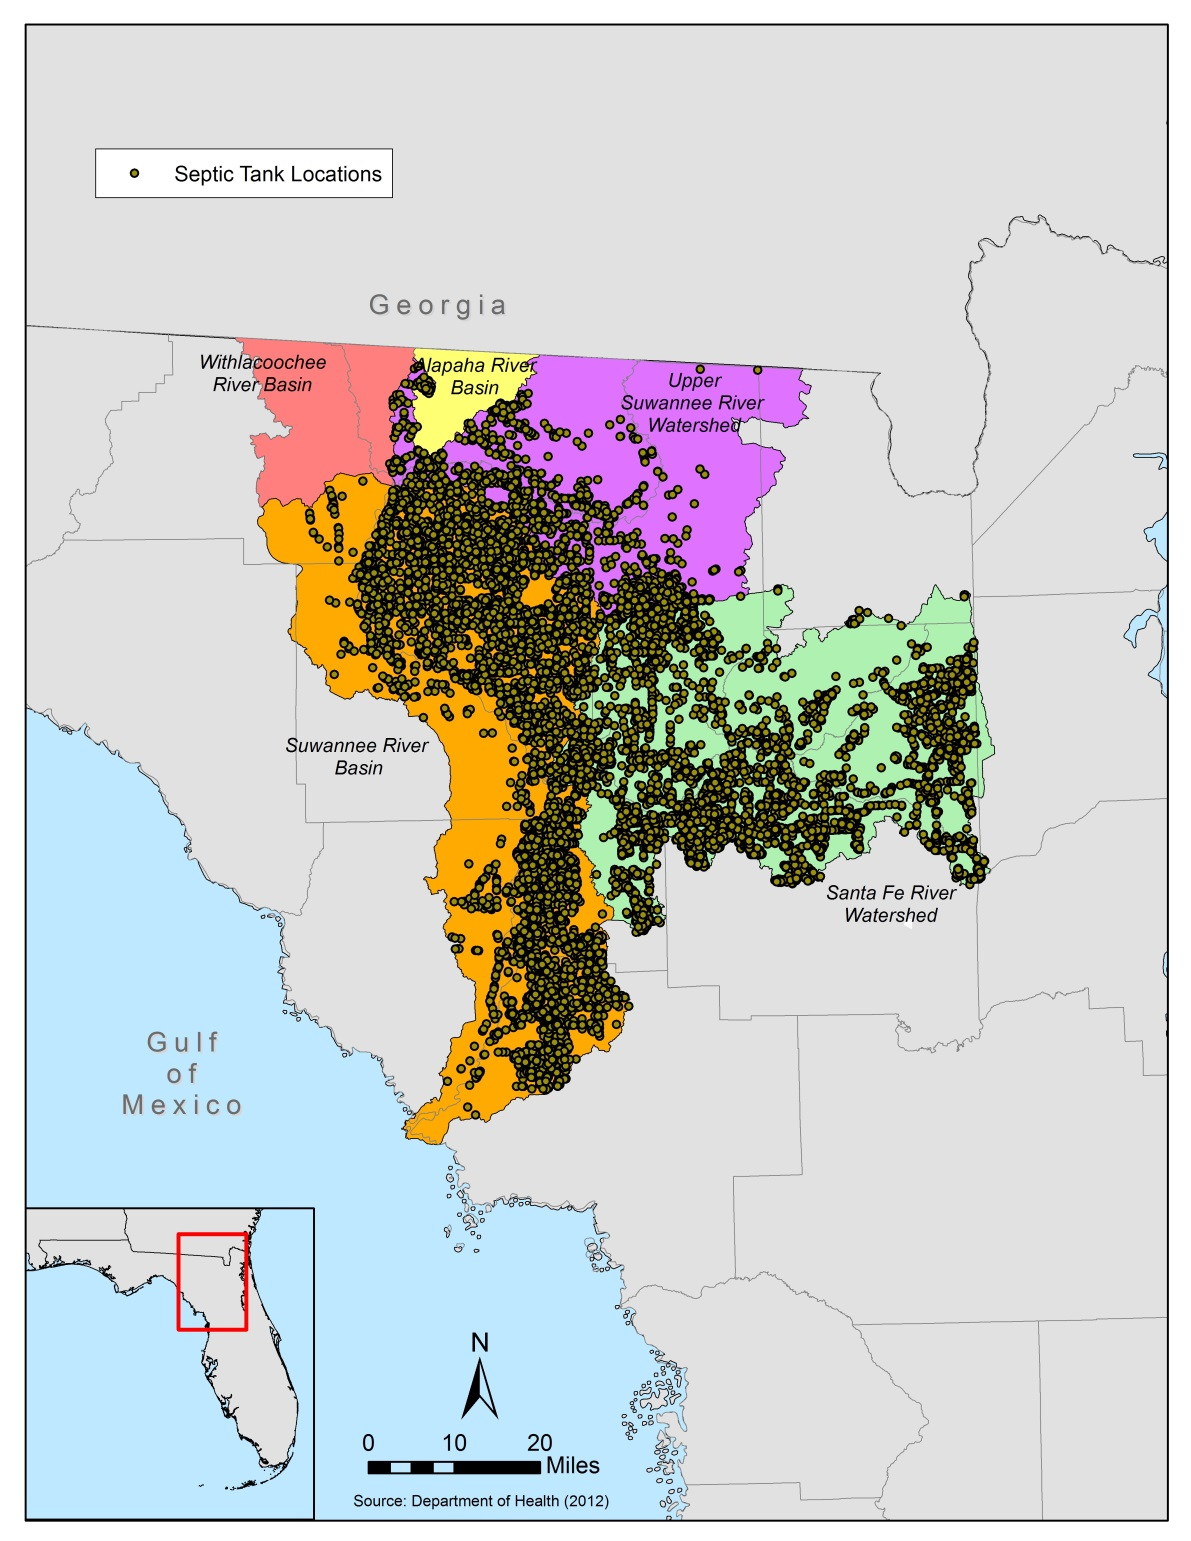 Septic Tank Locations
Georgia
Withlacoochee
River Basin
Alapaha River
Basin
Upper
Suwannee River
Watershed
Suwannee River
Basin
Santa Fe River
Watershed
Gulf
of
Mexico
N
0 10 20
Miles
Source: Department of Health (2012)